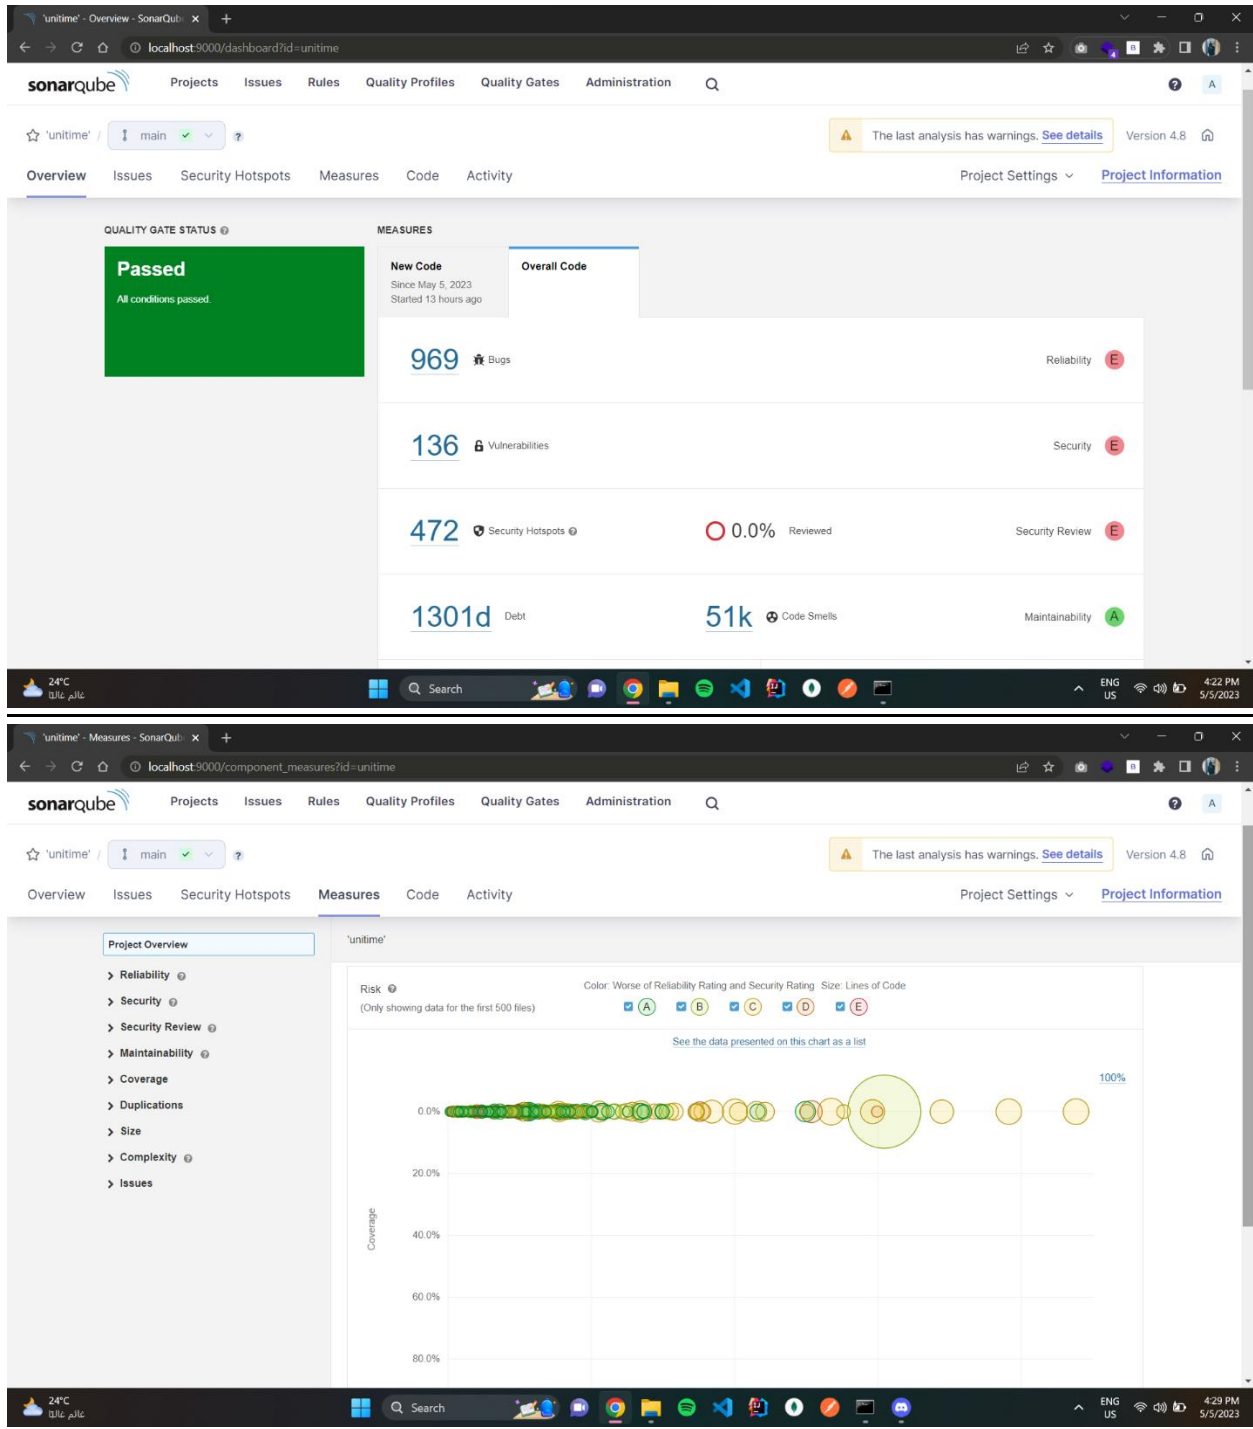 'unitime' - Overview - SonarQub
localhost:9000/dashboard?id=unitime
4
B
sonarqube Projects Issues Rules Quality Profiles Quality Gates Administration A
'unitime' / main ? The last analysis has warnings. See details Version 4.8
Overview Issues Security Hotspots Measures Code Activity Project Settings Project Information
QUALITY GATE STATUS
Passed
All conditions passed.
MEASURES
New Code
Since May 5, 2023
Started 13 hours ago
Overall Code
969 Bugs Reliability E
136 Vulnerabilities Security E
472 Security Hotspots 0.0% Reviewed Security Review E
1301d Debt 51k Code Smells Maintainability A
24°C
غائم غالبًا
Search
ENG
US
4:22 PM
5/5/2023
'unitime' - Measures - SonarQub
localhost:9000/component_measures?id=unitime
B
sonarqube Projects Issues Rules Quality Profiles Quality Gates Administration A
'unitime' / main ? The last analysis has warnings. See details Version 4.8
Overview Issues Security Hotspots Measures Code Activity Project Settings Project Information
Project Overview
Reliability
Security
Security Review
Maintainability
Coverage
Duplications
Size
Complexity
Issues
'unitime'
Risk
(Only showing data for the first 500 files)
Color: Worse of Reliability Rating and Security Rating Size: Lines of Code
A B C D E
See the data presented on this chart as a list
100%
0.0%
20.0%
40.0%
60.0%
80.0%
Coverage
24°C
غائم غالبًا
Search
ENG
US
4:29 PM
5/5/2023